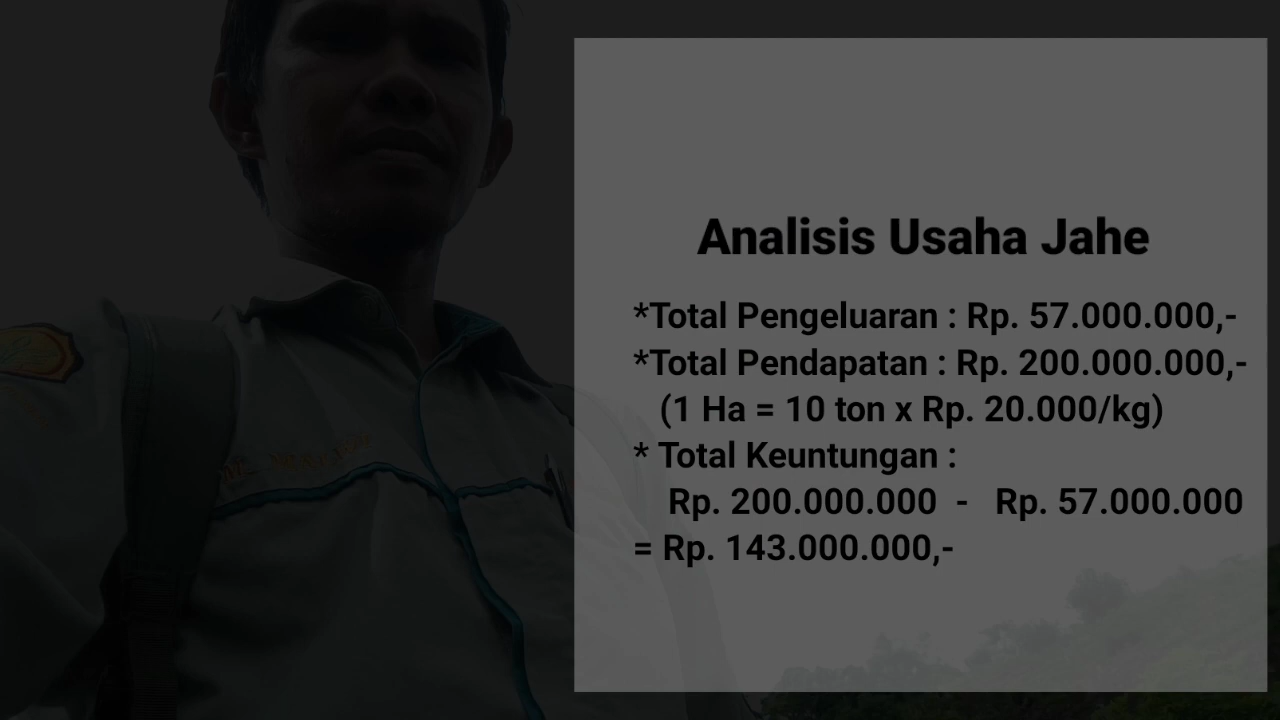 Analisis Usaha Jahe
*Total Pengeluaran : Rp. 57.000.000,-
*Total Pendapatan : Rp. 200.000.000,-
(1 Ha = 10 ton x Rp. 20.000/kg)
* Total Keuntungan :
Rp. 200.000.000 - Rp. 57.000.000
= Rp. 143.000.000,-